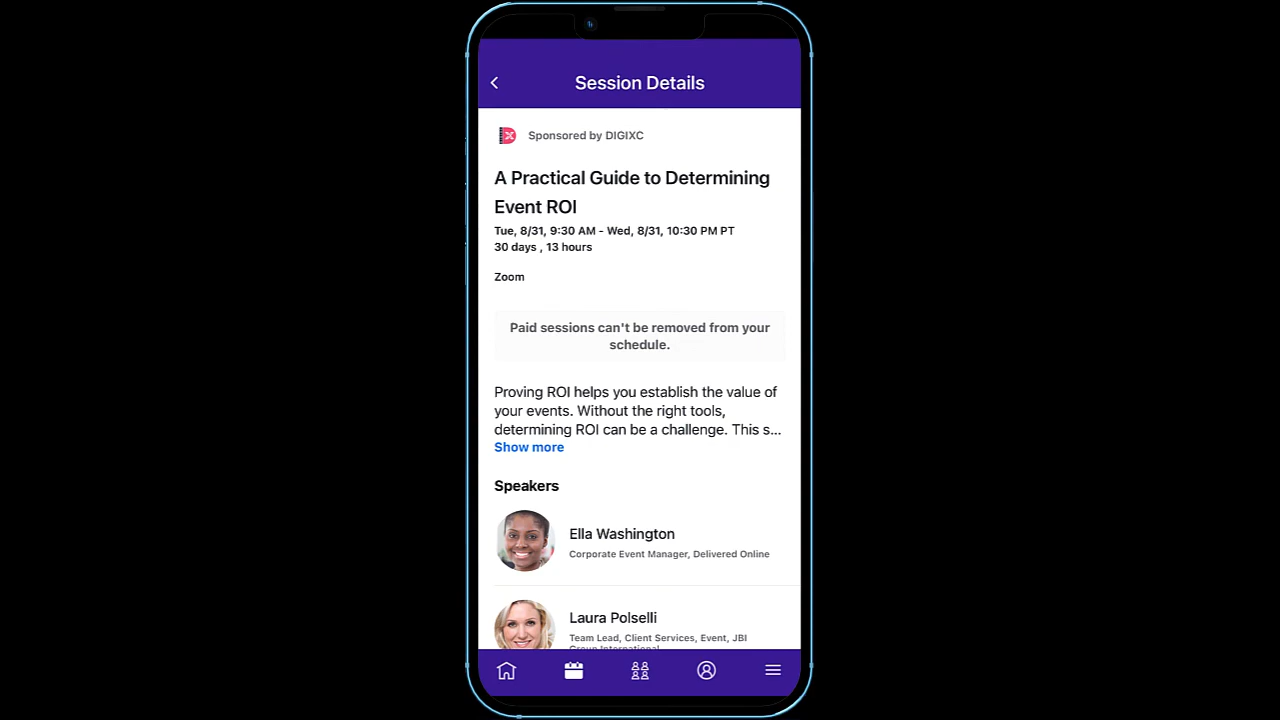 Session Details
Sponsored by DIGIXC
A Practical Guide to Determining
Event ROI
Tue, 8/31, 9:30 AM - Wed, 8/31, 10:30 PM PT
30 days , 13 hours
Zoom
Paid sessions can't be removed from your
schedule.
Proving ROI helps you establish the value of
your events. Without the right tools,
determining ROI can be a challenge. This s...
Show more
Speakers
Ella Washington
Corporate Event Manager, Delivered Online
Laura Polselli
Team Lead, Client Services, Event, JBI
Group International